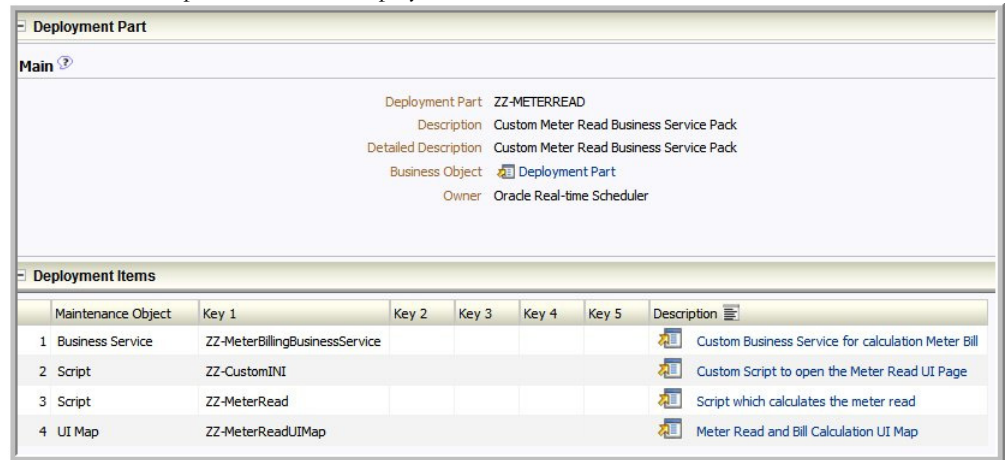 Deployment Part
Main ?
Deployment Part ZZ-METERREAD
Description Custom Meter Read Business Service Pack
Detailed Description Custom Meter Read Business Service Pack
Business Object Deployment Part
Owner Oracle Real-time Scheduler
Deployment Items
Maintenance Object Key 1 Key 2 Key 3 Key 4 Key 5 Description
1 Business Service ZZ-MeterBillingBusinessService Custom Business Service for calculation Meter Bill
2 Script ZZ-CustomINI Custom Script to open the Meter Read UI Page
3 Script ZZ-MeterRead Script which calculates the meter read
4 UI Map ZZ-MeterReadUIMap Meter Read and Bill Calculation UI Map